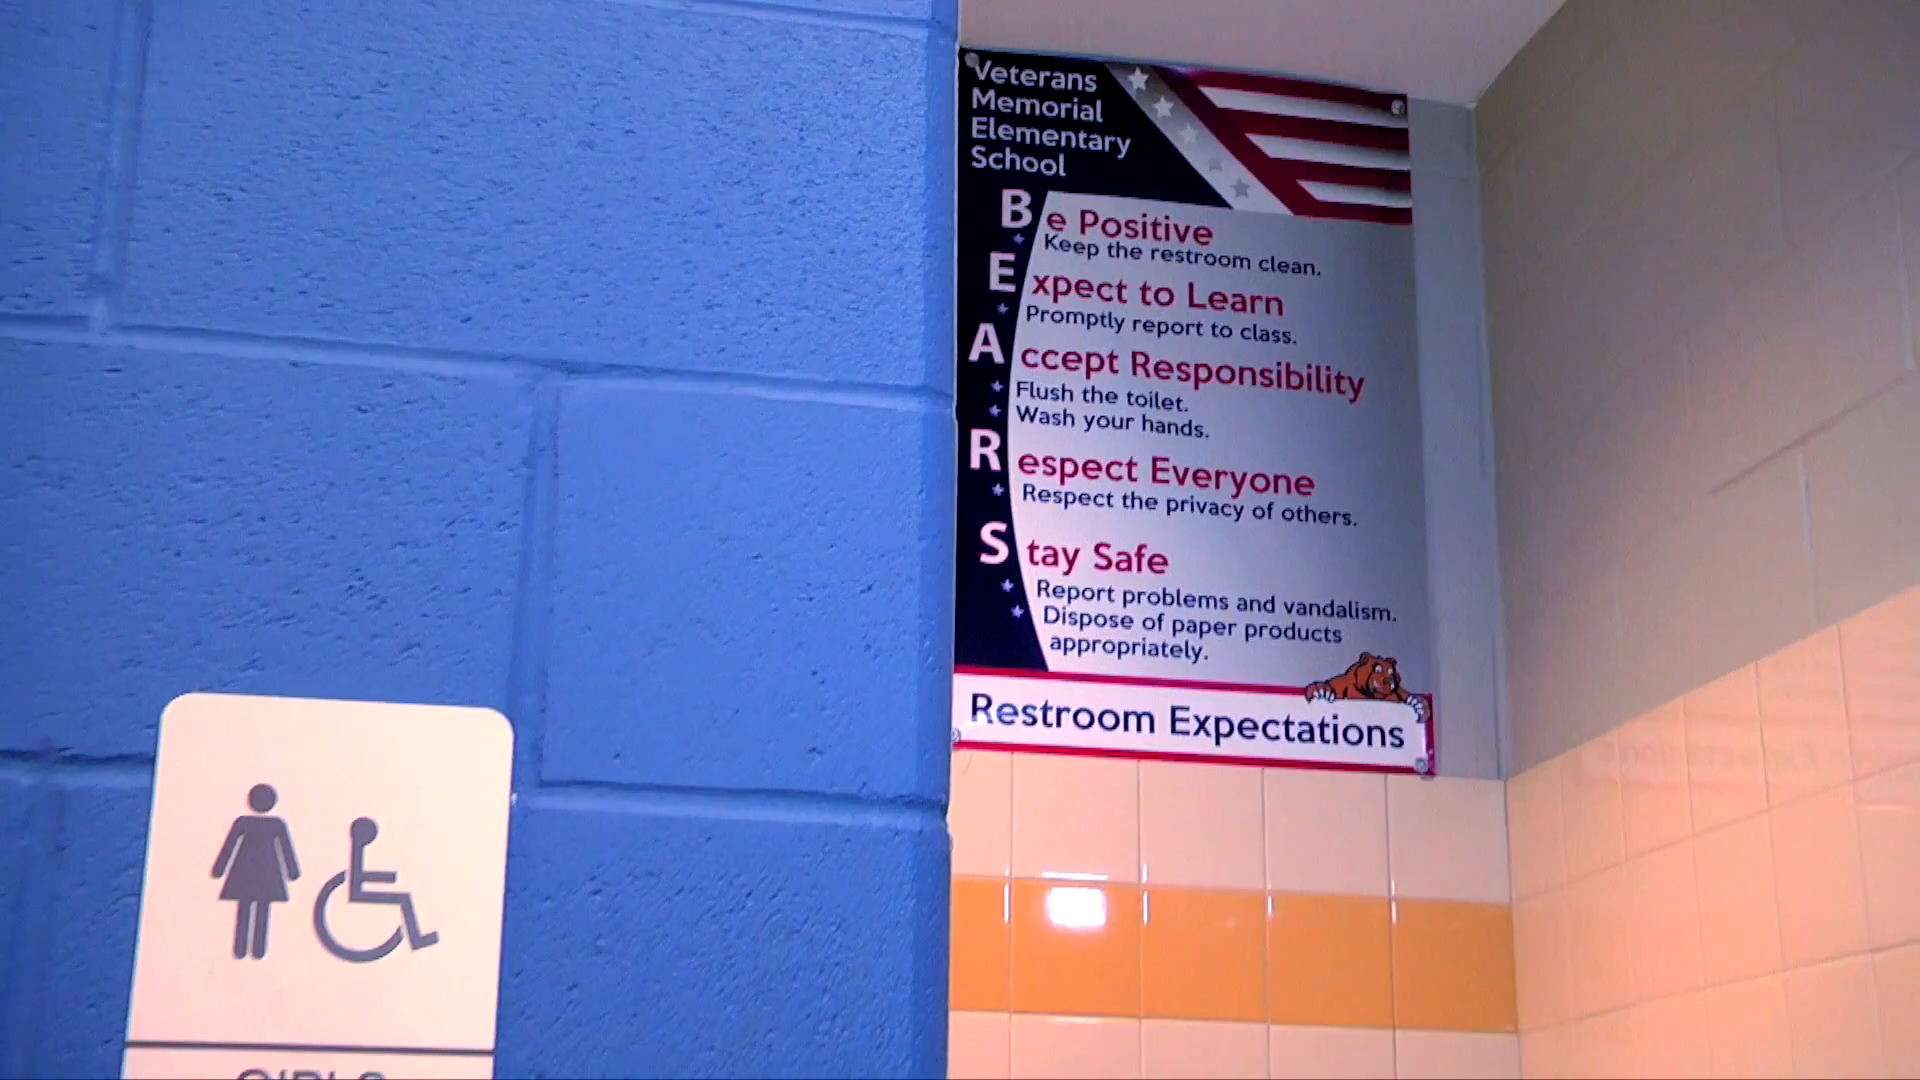 Veterans
Memorial
Elementary
School
Be Positive
Keep the restroom clean.
Expect to Learn
Promptly report to class.
Accept Responsibility
Flush the toilet.
Wash your hands.
Respect Everyone
Respect the privacy of others.
Stay Safe
Report problems and vandalism.
Dispose of paper products
appropriately.
Restroom Expectations
GIRLS